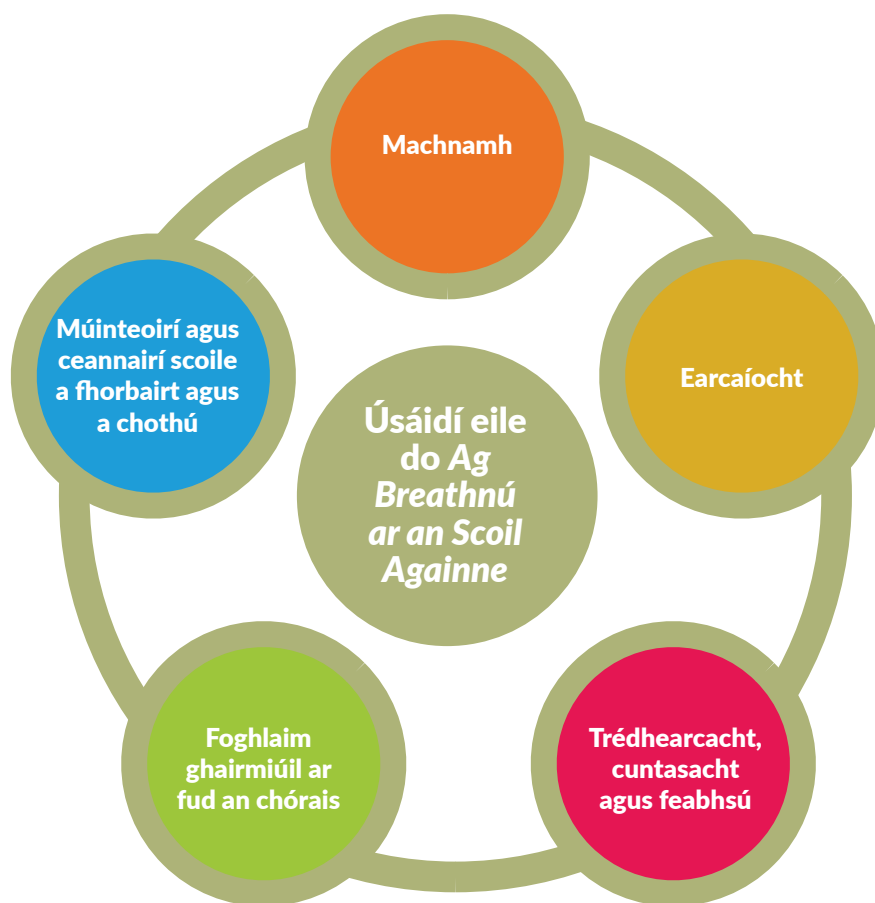 Machnamh
Múinteoirí agus
ceannairí scoile
a fhorbairt agus
a chothú
Earcaíocht
Úsáidí eile
do Ag
Breathnú
ar an Scoil
Againne
Foghlaim
ghairmiúil ar
fud an chórais
Trédhearcacht,
cuntasacht
agus feabhsú